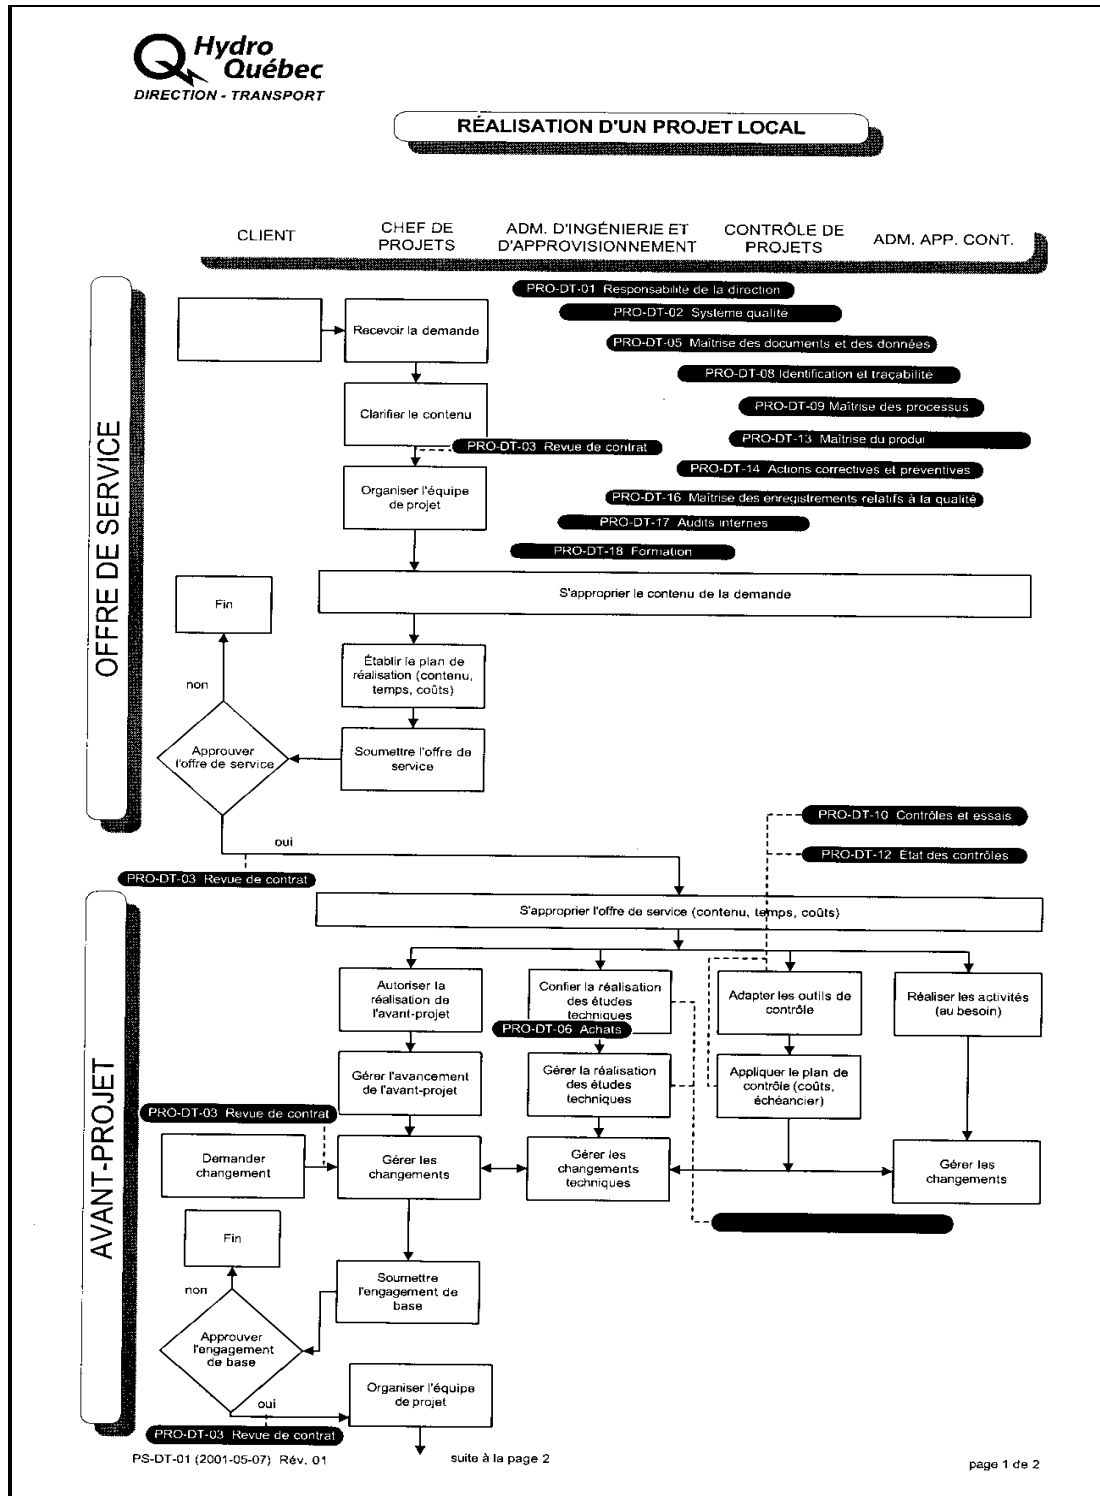 Hydro
Québec
DIRECTION - TRANSPORT
RÉALISATION D'UN PROJET LOCAL
CLIENT
CHEF DE
PROJETS
ADM. D'INGÉNIERIE ET
D'APPROVISIONNEMENT
CONTRÔLE DE
PROJETS
ADM. APP. CONT.
OFFRE DE SERVICE
PRO-DT-01 Responsabilité de la direction
PRO-DT-02 Système qualité
Recevoir la demande
PRO-DT-05 Maîtrise des documents et des données
PRO-DT-08 Identification et traçabilité
Clarifier le contenu
PRO-DT-09 Maîtrise des processus
PRO-DT-13 Maîtrise du produi
PRO-DT-03 Revue de contrat
PRO-DT-14 Actions correctives et préventives
Organiser l'équipe
de projet
PRO-DT-16 Maîtrise des enregistrements relatifs à la qualité
PRO-DT-17 Audits internes
PRO-DT-18 Formation
S'approprier le contenu de la demande
Fin
Établir le plan de
réalisation (contenu,
temps, coûts)
non
Approuver
l'offre de service
Soumettre l'offre de
service
oui
PRO-DT-10 Contrôles et essais
PRO-DT-12 État des contrôles
PRO-DT-03 Revue de contrat
AVANT-PROJET
S'approprier l'offre de service (contenu, temps, coûts)
Autoriser la
réalisation de
l'avant-projet
Confier la réalisation
des études
techniques
Adapter les outils de
contrôle
Réaliser les activités
(au besoin)
PRO-DT-06 Achats
Gérer l'avancement
de l'avant-projet
Gérer la réalisation
des études
techniques
Appliquer le plan de
contrôle (coûts,
échéancier)
PRO-DT-03 Revue de contrat
Demander
changement
Gérer les
changements
Gérer les
changements
techniques
Gérer les
changements
Fin
non
Soumettre
l'engagement de
base
Approuver
l'engagement
de base
Organiser l'équipe
de projet
oui
PRO-DT-03 Revue de contrat
PS-DT-01 (2001-05-07) Rév. 01
suite à la page 2
page 1 de 2